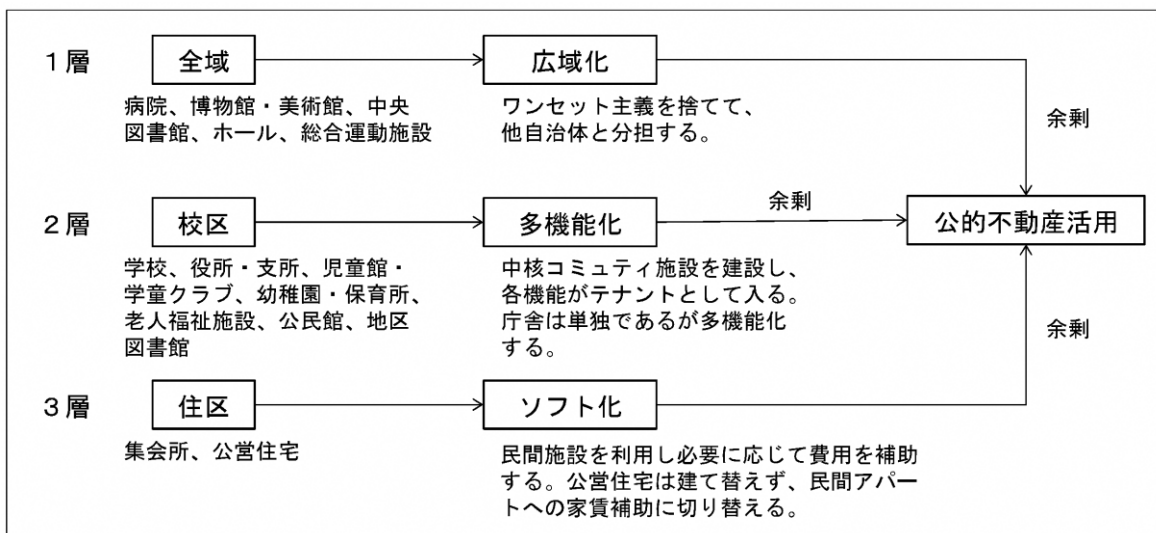 1層
全域
広域化
病院、博物館・美術館、中央
図書館、ホール、総合運動施設
ワンセット主義を捨てて、
他自治体と分担する。
余剰
2層
校区
多機能化
余剰
公的不動産活用
学校、役所・支所、児童館・
学童クラブ、幼稚園・保育所、
老人福祉施設、公民館、地区
図書館
中核コミュティ施設を建設し、
各機能がテナントとして入る。
庁舎は単独であるが多機能化
する。
余剰
3層
住区
ソフト化
集会所、公営住宅
民間施設を利用し必要に応じて費用を補助
する。公営住宅は建て替えず、民間アパー
トへの家賃補助に切り替える。